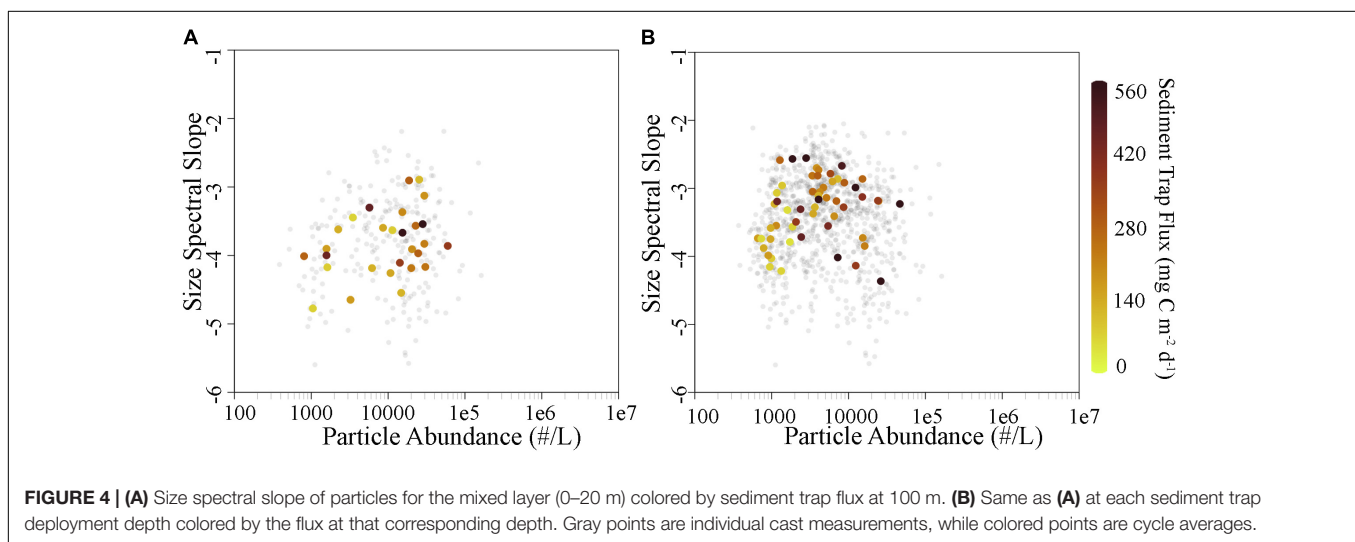 A
B
-1
-2
-3
-4
-5
-6
Size Spectral Slope
100 1000 10000 1e5 1e6 1e7
Particle Abundance (#/L)
-1
-2
-3
-4
-5
-6
Size Spectral Slope
100 1000 10000 1e5 1e6 1e7
Particle Abundance (#/L)
560
420
280
140
0
Sediment Trap Flux (mg C m⁻² d⁻¹)
FIGURE 4 | (A) Size spectral slope of particles for the mixed layer (0–20 m) colored by sediment trap flux at 100 m. (B) Same as (A) at each sediment trap
deployment depth colored by the flux at that corresponding depth. Gray points are individual cast measurements, while colored points are cycle averages.